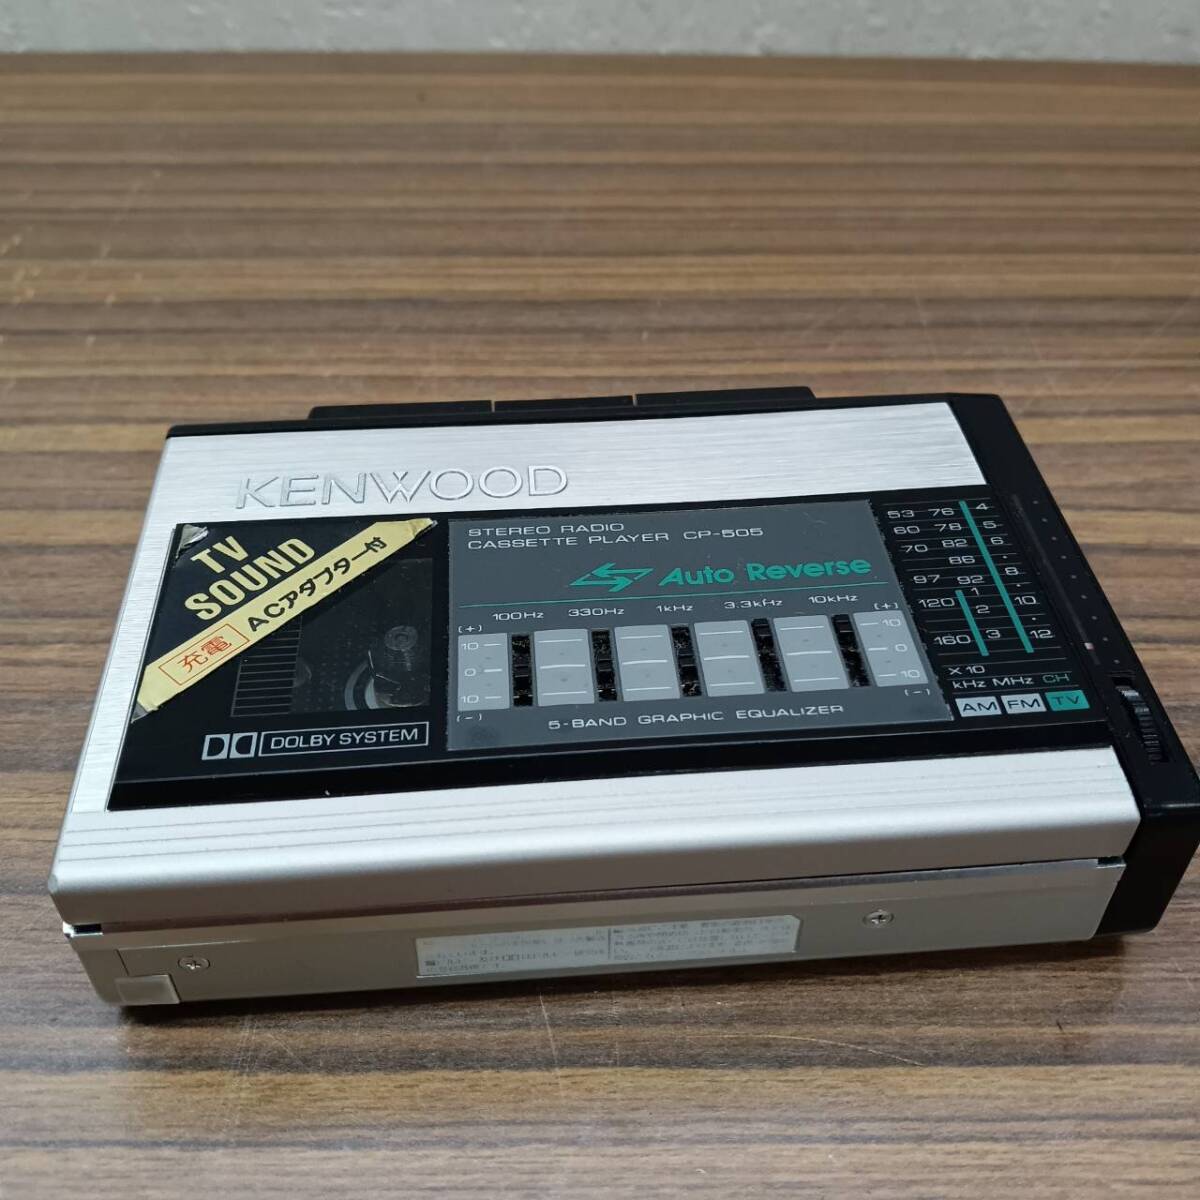 KENWOOD
TV
SOUND
充電 ACアダプター付
DOLBY SYSTEM
STEREO RADIO
CASSETTE PLAYER CP-505
Auto Reverse
100Hz 330Hz 1kHz 3.3kHz 10kHz
(+) (+)
10 10
0 0
10 10
(-) (-)
5-BAND GRAPHIC EQUALIZER
53 76 4
60 78 5
70 82 6
86
97 92 8
120 1 10
2
160 3 12
X 10
kHz MHz CH
AM FM TV